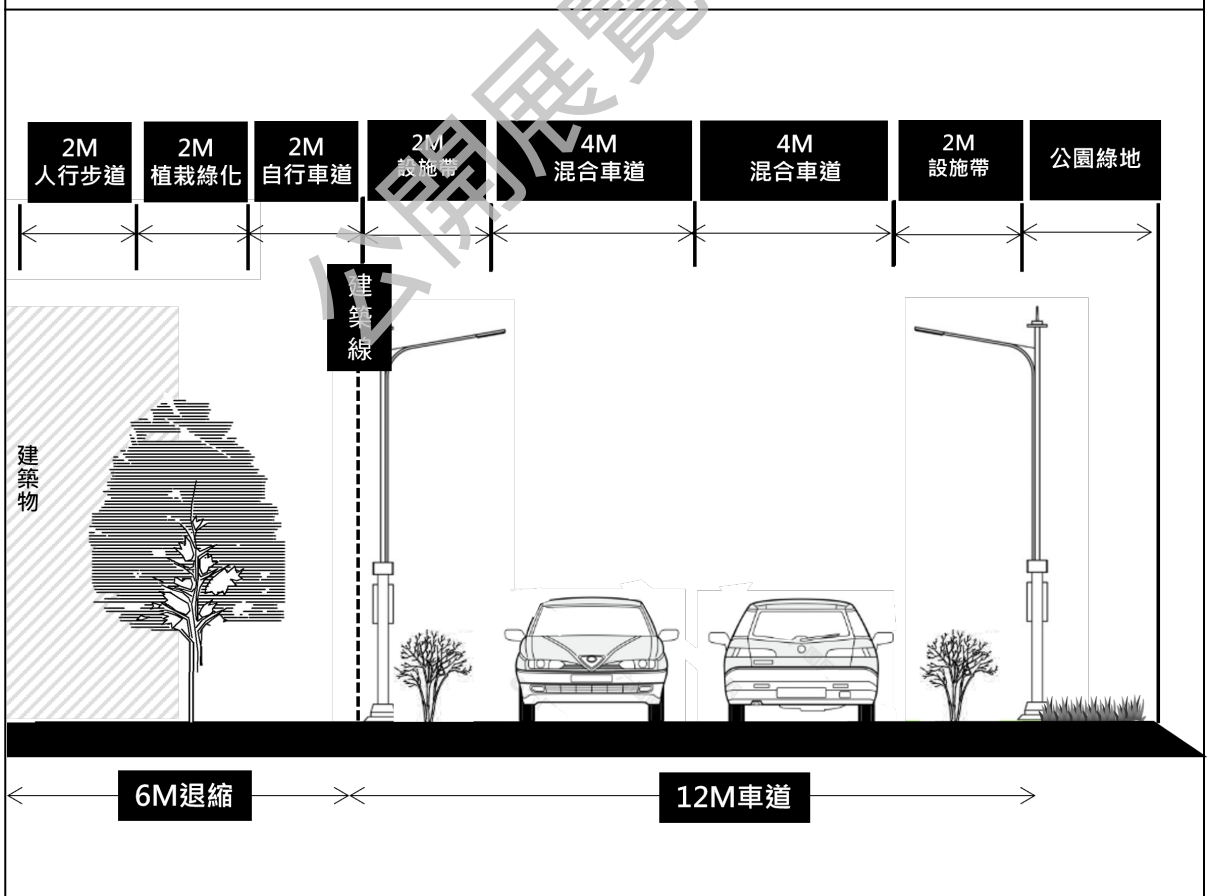 2M
人行步道
2M
植栽綠化
2M
自行車道
2M
設施帶
4M
混合車道
4M
混合車道
2M
設施帶
公園綠地
公開展覽
建築線
建築物
6M退縮
12M車道